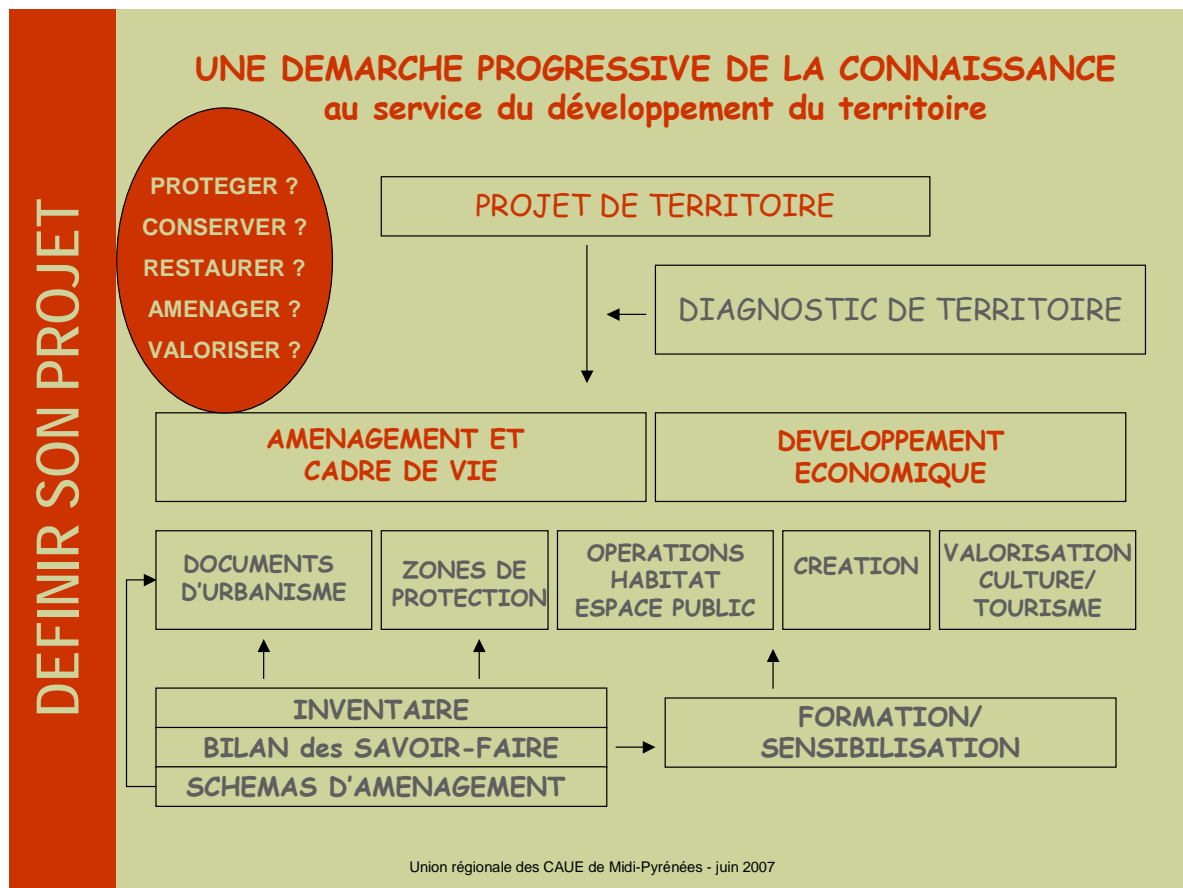 DEFINIR SON PROJET
UNE DEMARCHE PROGRESSIVE DE LA CONNAISSANCE
au service du développement du territoire
PROTEGER ?
CONSERVER ?
RESTAURER ?
AMENAGER ?
VALORISER ?
PROJET DE TERRITOIRE
DIAGNOSTIC DE TERRITOIRE
AMENAGEMENT ET
CADRE DE VIE
DEVELOPPEMENT
ECONOMIQUE
DOCUMENTS
D'URBANISME
ZONES DE
PROTECTION
OPERATIONS
HABITAT
ESPACE PUBLIC
CREATION
VALORISATION
CULTURE/
TOURISME
INVENTAIRE
BILAN des SAVOIR-FAIRE
SCHEMAS D'AMENAGEMENT
FORMATION/
SENSIBILISATION
Union régionale des CAUE de Midi-Pyrénées - juin 2007